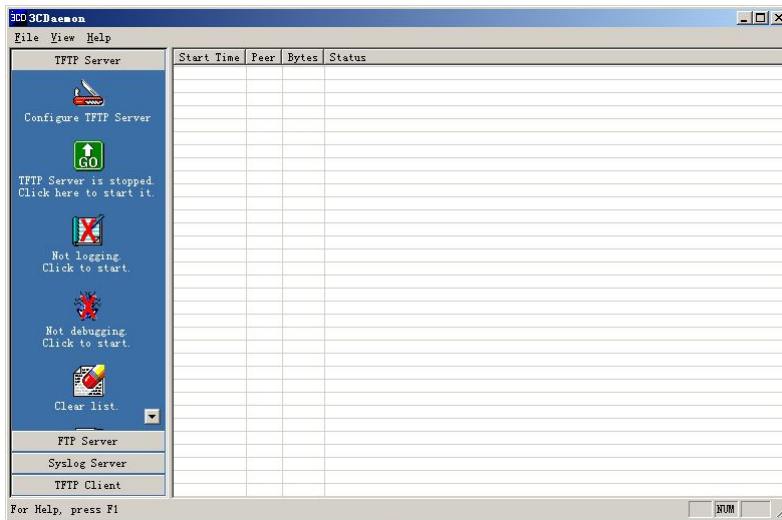 3CD 3CDaemon
File View Help
TFTP Server
Start Time Peer Bytes Status
Configure TFTP Server
GO
TFTP Server is stopped.
Click here to start it.
Not logging.
Click to start.
Not debugging.
Click to start.
Clear list.
FTP Server
Syslog Server
TFTP Client
For Help, press F1
NUM